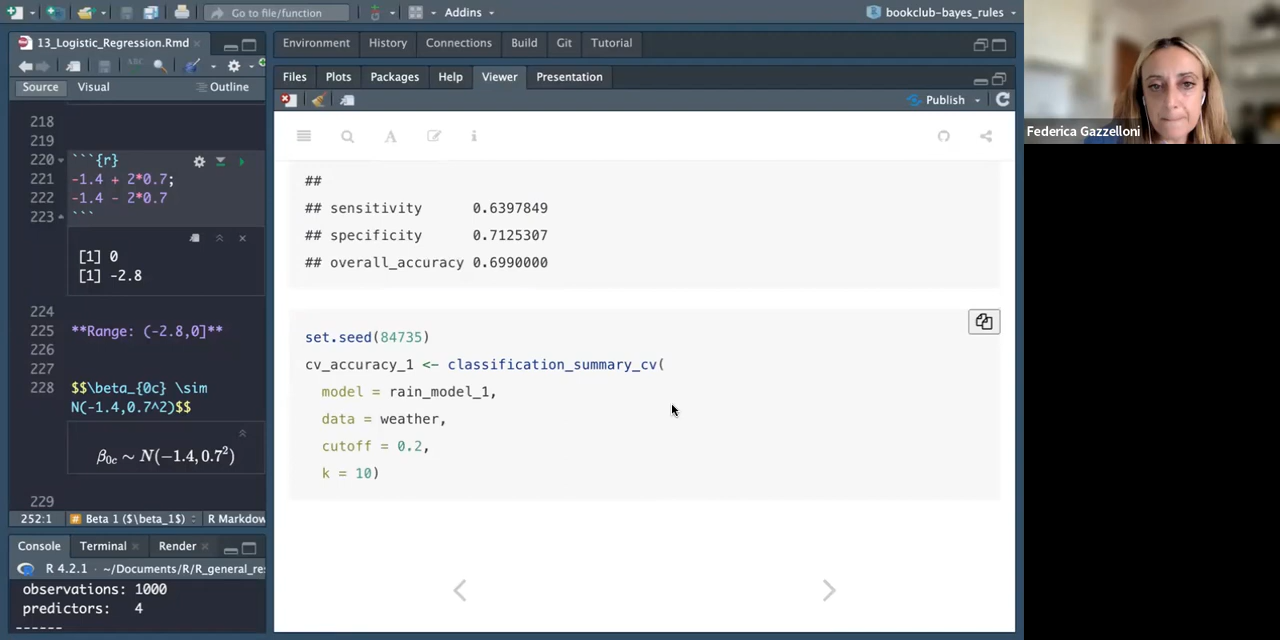 Go to file/function
Addins
bookclub-bayes_rules
13_Logistic_Regression.Rmd
ABC
Source
Visual
Outline
218
219
220
```{r}
221
-1.4 + 2*0.7;
222
-1.4 - 2*0.7
223
```
[1] 0
[1] -2.8
224
225
**Range: (-2.8,0]**
226
227
228
$$\beta_{0c} \sim
N(-1.4,0.7^2)$$
β0c ∼ N(−1.4, 0.7²)
229
252:1
# Beta 1 ($\beta_1$)
R Markdow
Console
Terminal
Render
R 4.2.1 · ~/Documents/R/R_general_re
observations: 1000
predictors: 4
------
Environment
History
Connections
Build
Git
Tutorial
Files
Plots
Packages
Help
Viewer
Presentation
Publish
A
i
##
## sensitivity 0.6397849
## specificity 0.7125307
## overall_accuracy 0.6990000
set.seed(84735)
cv_accuracy_1 <- classification_summary_cv(
model = rain_model_1,
data = weather,
cutoff = 0.2,
k = 10)
Federica Gazzelloni